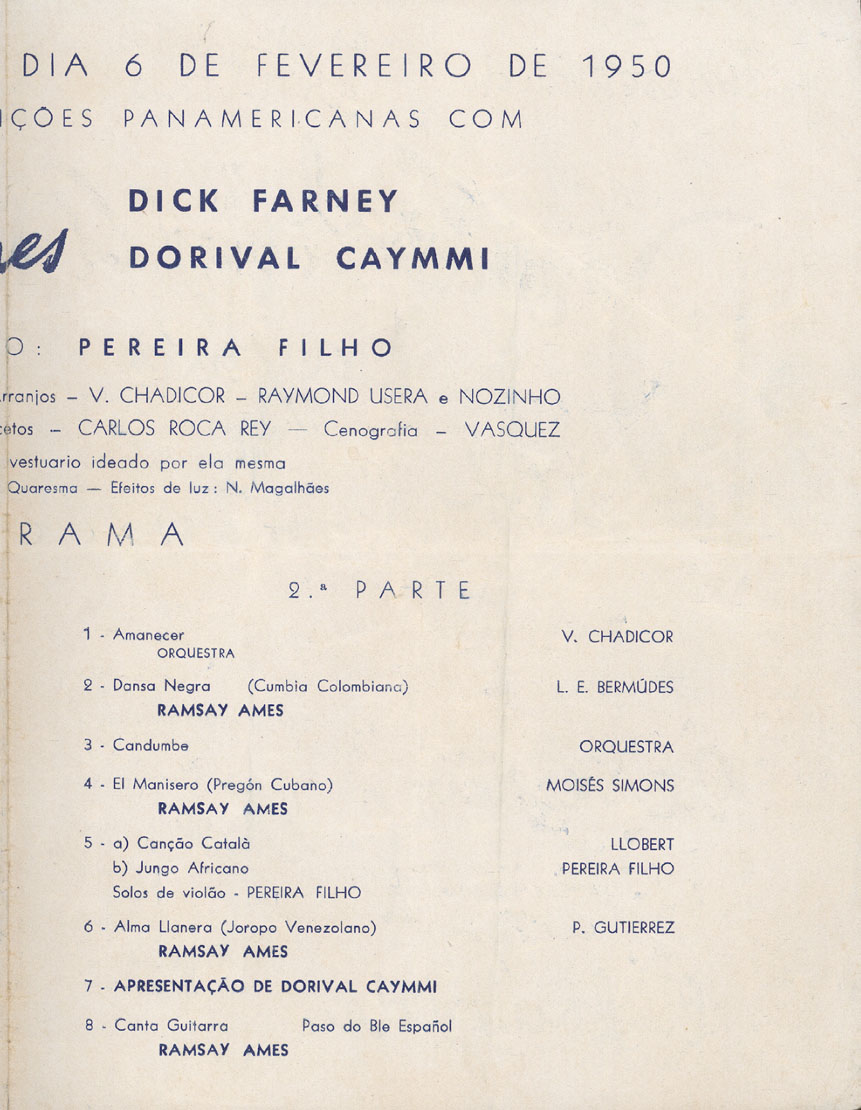 DIA 6 DE FEVEREIRO DE 1950
IÇÕES PANAMERICANAS COM
DICK FARNEY
es DORIVAL CAYMMI
O: PEREIRA FILHO
rranjos – V. CHADICOR – RAYMOND USERA e NOZINHO
etos – CARLOS ROCA REY — Cenografia – VASQUEZ
vestuario ideado por ela mesma
Quaresma — Efeitos de luz: N. Magalhães
RAMA
2.ª PARTE
1 - Amanecer V. CHADICOR
ORQUESTRA
2 - Dansa Negra (Cumbia Colombiana) L. E. BERMÚDES
RAMSAY AMES
3 - Candumbe ORQUESTRA
4 - El Manisero (Pregón Cubano) MOISÉS SIMONS
RAMSAY AMES
5 - a) Canção Català LLOBERT
b) Jungo Africano PEREIRA FILHO
Solos de violão - PEREIRA FILHO
6 - Alma Llanera (Joropo Venezolano) P. GUTIERREZ
RAMSAY AMES
7 - APRESENTAÇÃO DE DORIVAL CAYMMI
8 - Canta Guitarra Paso do Ble Español
RAMSAY AMES